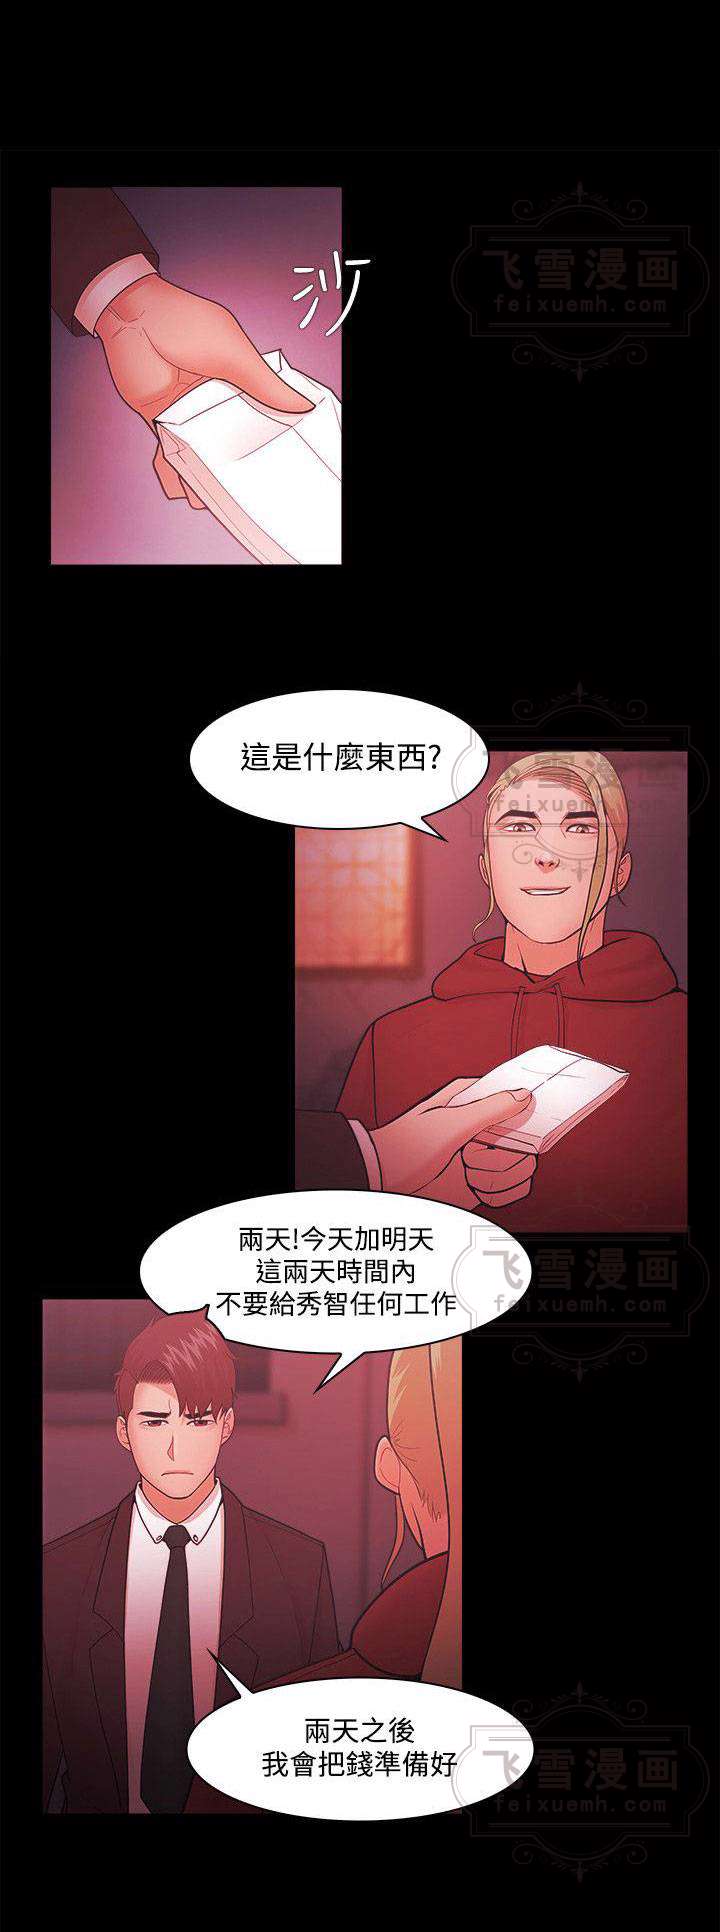 飞雪漫画
feixuemh.com
沙
飞雪漫画
feixuemh.com
這是什麼東西?
兩天!今天加明天
這兩天時間內
不要給秀智任何工作
飞雪漫画
feixuemh.com
兩天之後
我會把錢準備好
飞雪漫画
feixuemh.com